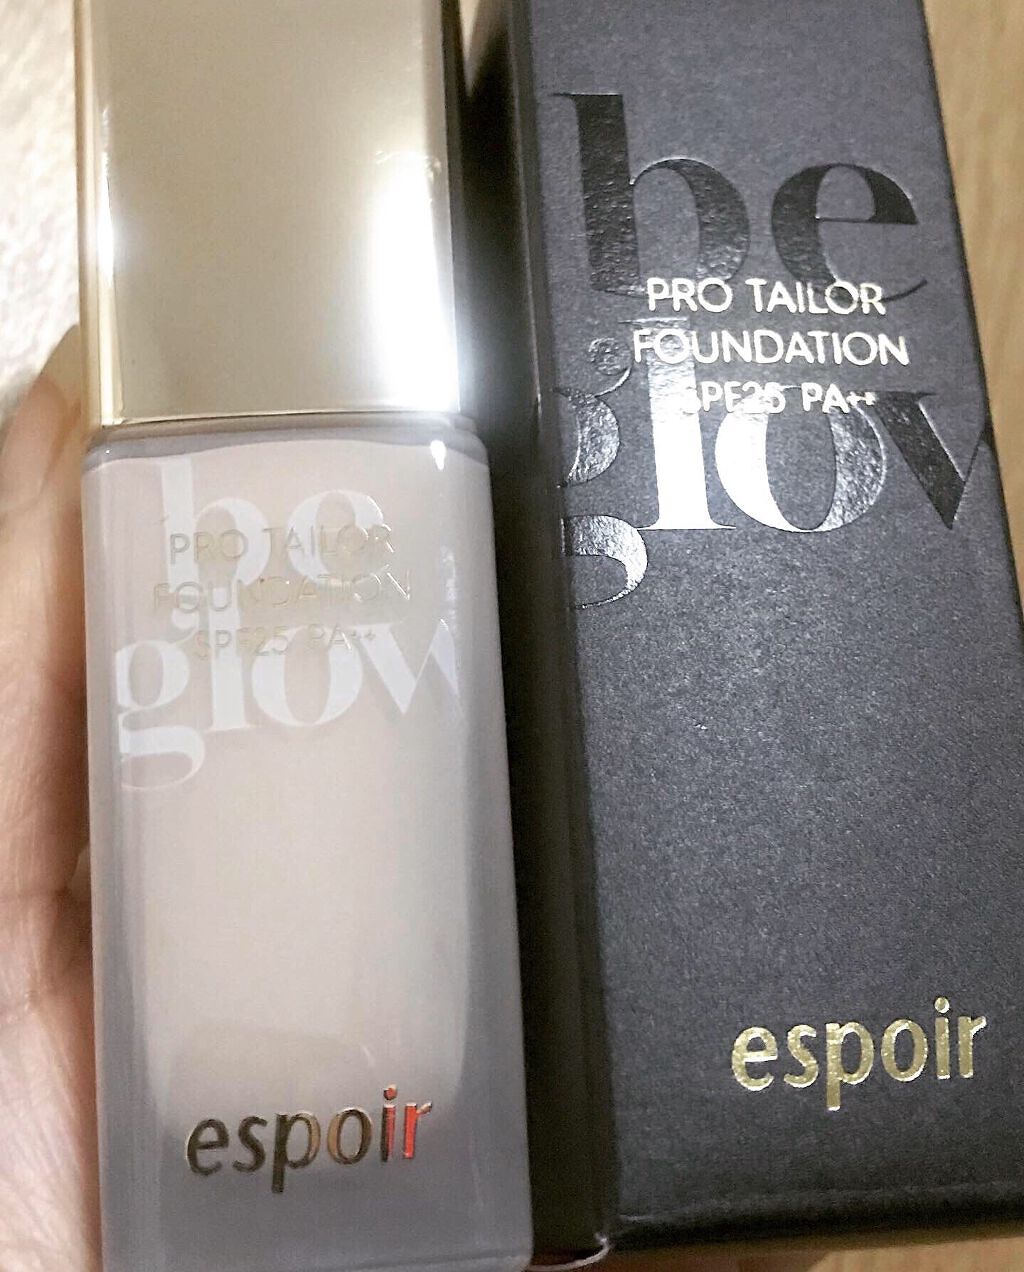 be
PRO TAILOR
FOUNDATION
SPF25 PA++
glow
espoir
be
PRO TAILOR
FOUNDATION
SPF25 PA++
glow
espoir